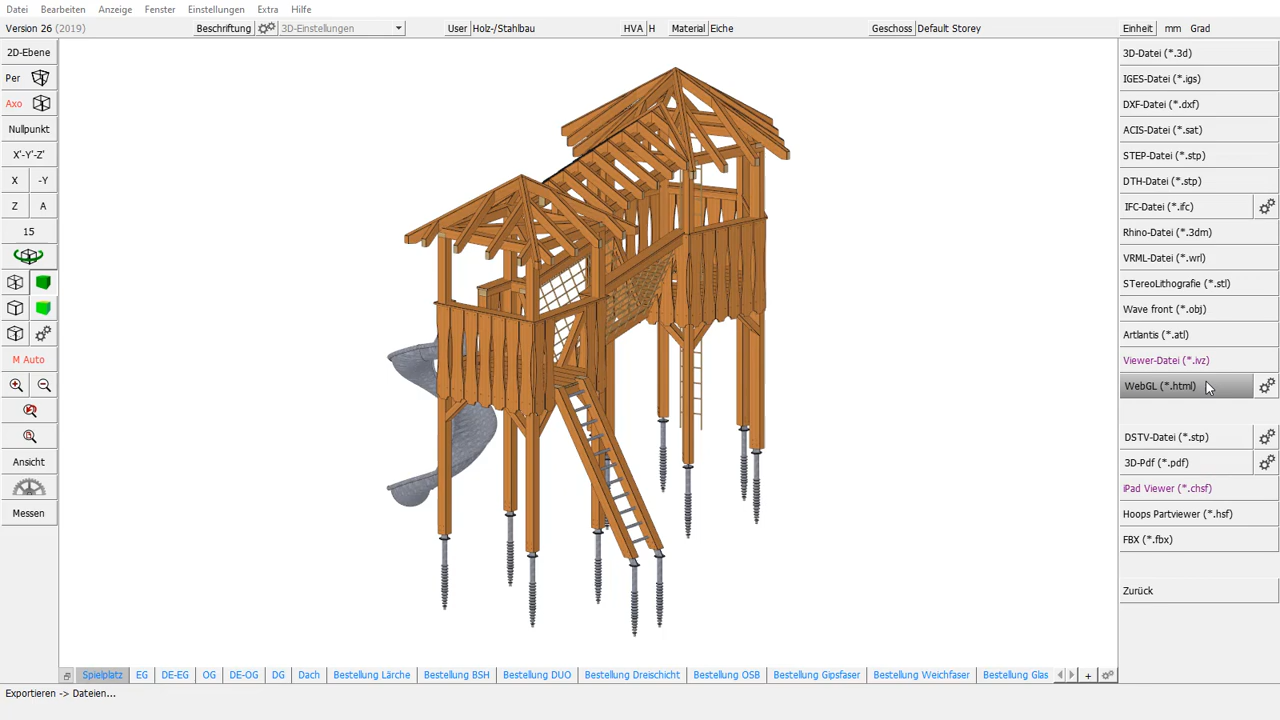 Datei Bearbeiten Anzeige Fenster Einstellungen Extra Hilfe
Version 26 (2019) Beschriftung 3D-Einstellungen User Holz-/Stahlbau HVA H Material Eiche Geschoss Default Storey Einheit mm Grad
2D-Ebene
Per
Axo
Nullpunkt
X'-Y'-Z'
X -Y
Z A
15
M Auto
Ansicht
Messen
3D-Datei (*.3d)
IGES-Datei (*.igs)
DXF-Datei (*.dxf)
ACIS-Datei (*.sat)
STEP-Datei (*.stp)
DTH-Datei (*.stp)
IFC-Datei (*.ifc)
Rhino-Datei (*.3dm)
VRML-Datei (*.wrl)
STereoLithografie (*.stl)
Wave front (*.obj)
Artlantis (*.atl)
Viewer-Datei (*.ivz)
WebGL (*.html)
DSTV-Datei (*.stp)
3D-Pdf (*.pdf)
iPad Viewer (*.chsf)
Hoops Partviewer (*.hsf)
FBX (*.fbx)
Zurück
Spielplatz EG DE-EG OG DE-OG DG Dach Bestellung Lärche Bestellung BSH Bestellung DUO Bestellung Dreischicht Bestellung OSB Bestellung Gipsfaser Bestellung Weichfaser Bestellung Glas +
Exportieren -> Dateien...